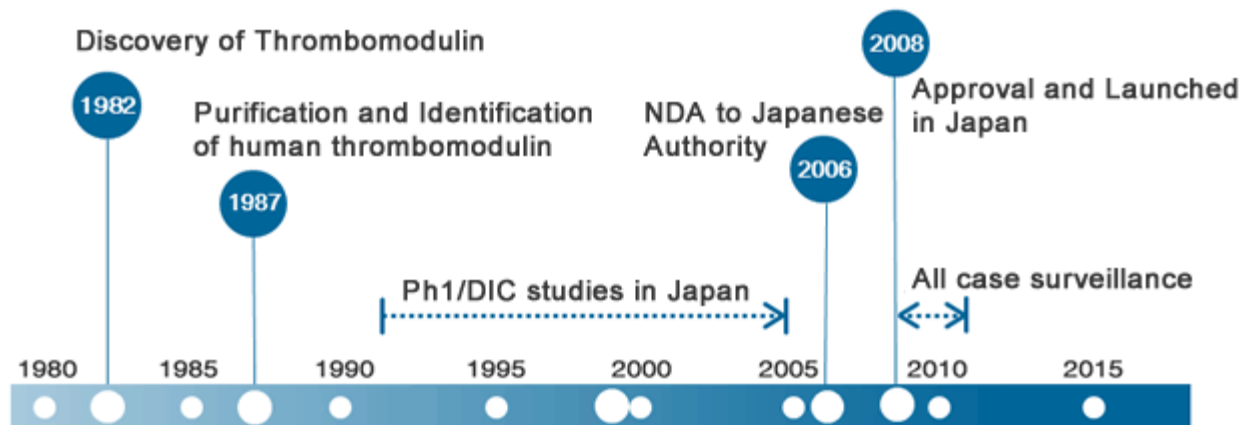 Discovery of Thrombomodulin
1982
Purification and Identification
of human thrombomodulin
1987
NDA to Japanese
Authority
2006
2008
Approval and Launched
in Japan
Ph1/DIC studies in Japan
All case surveillance
1980 1985 1990 1995 2000 2005 2010 2015